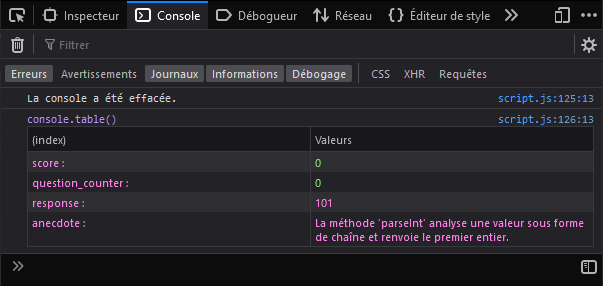 Inspecteur Console Débogueur Réseau Éditeur de style
Filtrer
Erreurs Avertissements Journaux Informations Débogage CSS XHR Requêtes
La console a été effacée. script.js:125:13
console.table() script.js:126:13
(index) Valeurs
score : 0
question_counter : 0
response : 101
anecdote : La méthode 'parseInt' analyse une valeur sous forme
de chaîne et renvoie le premier entier.